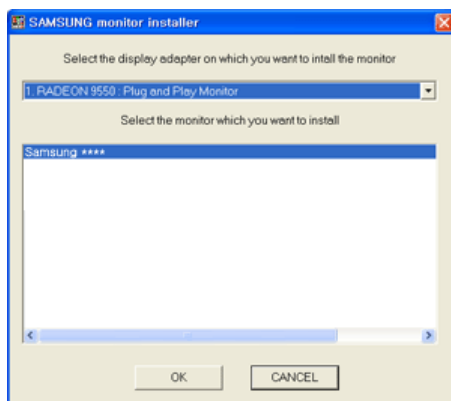 SAMSUNG monitor installer
Select the display adapter on which you want to intall the monitor
1. RADEON 9550 : Plug and Play Monitor
Select the monitor which you want to install
Samsung ****
OK
CANCEL